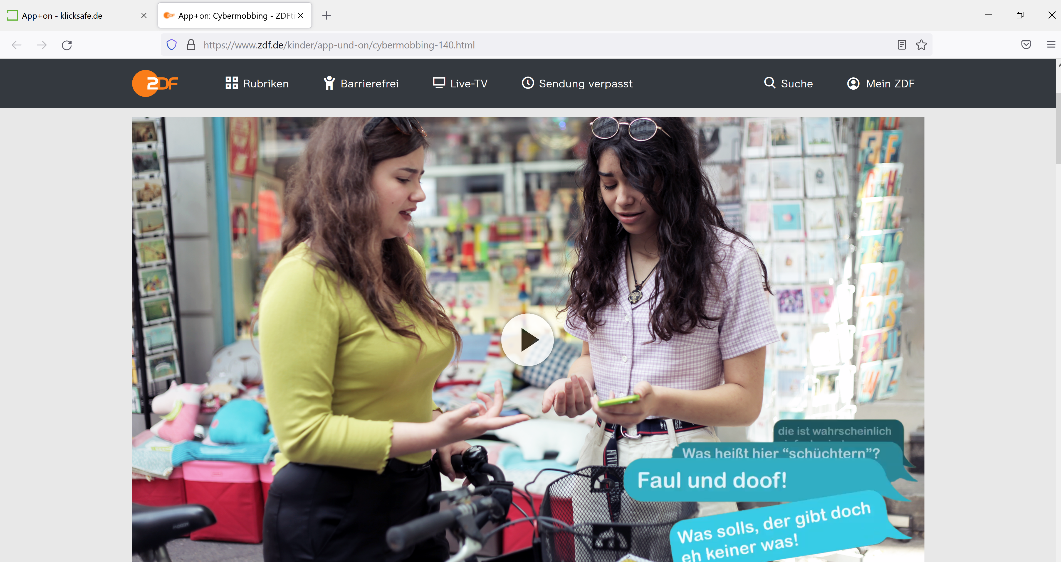 App+on - klicksafe.de
App+on: Cybermobbing - ZDFt
https://www.zdf.de/kinder/app-und-on/cybermobbing-140.html
ZDF
Rubriken
Barrierefrei
Live-TV
Sendung verpasst
Suche
Mein ZDF
die ist wahrscheinlich
Was heißt hier “schüchtern”?
Faul und doof!
Was solls, der gibt doch
eh keiner was!